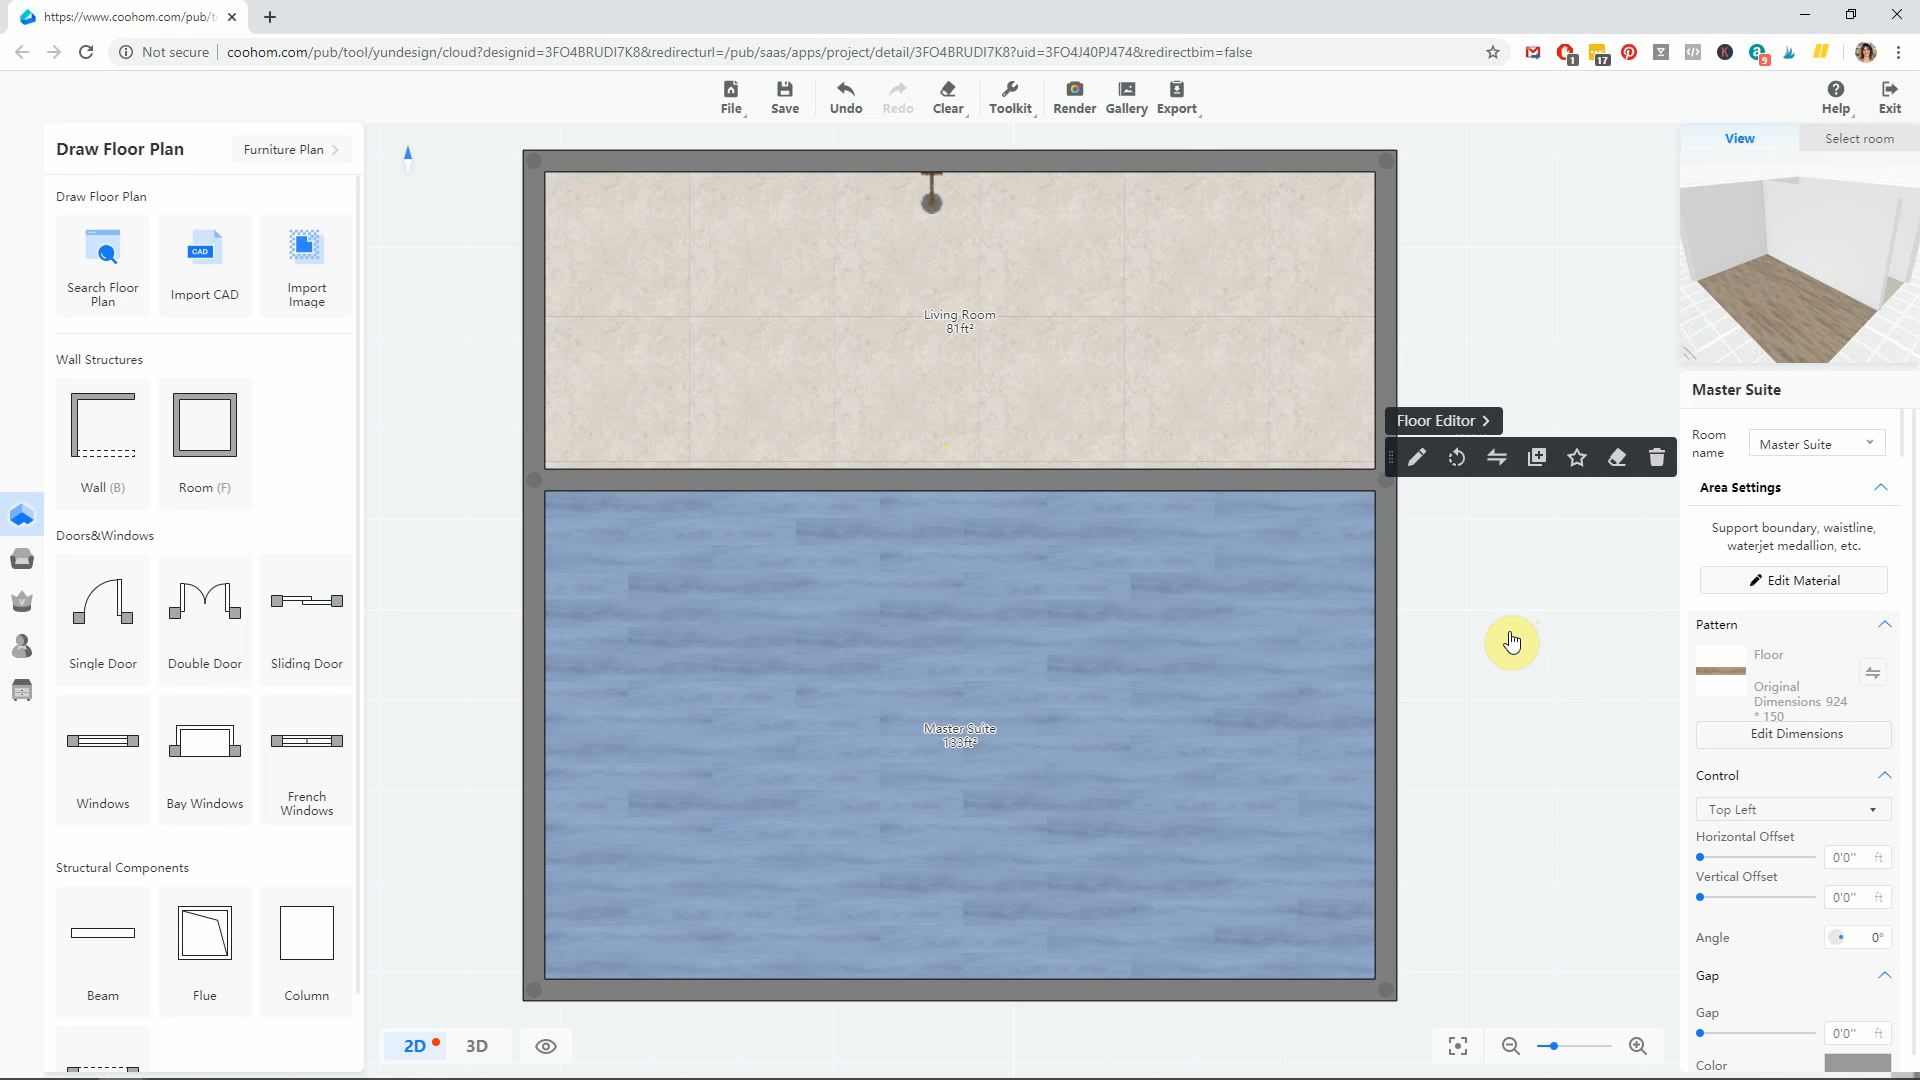 https://www.coohom.com/pub/t
Not secure
coohom.com/pub/tool/yundesign/cloud?designid=3FO4BRUDI7K8&redirecturl=/pub/saas/apps/project/detail/3FO4BRUDI7K8?uid=3FO4J40PJ474&redirectbim=false
1
17
9
File
Save
Undo
Redo
Clear
Toolkit
Render
Gallery
Export
Help
Exit
Draw Floor Plan
Furniture Plan
Draw Floor Plan
Search Floor
Plan
CAD
Import CAD
Import
Image
Wall Structures
Wall (B)
Room (F)
Doors&Windows
Single Door
Double Door
Sliding Door
Windows
Bay Windows
French
Windows
Structural Components
Beam
Flue
Column
Living Room
81ft²
Master Suite
133ft²
2D
3D
Floor Editor
View
Select room
Master Suite
Room
name
Master Suite
Area Settings
Support boundary, waistline,
waterjet medallion, etc.
Edit Material
Pattern
Floor
Original
Dimensions 924
* 150
Edit Dimensions
Control
Top Left
Horizontal Offset
0'0" ft
Vertical Offset
0'0" ft
Angle
0°
Gap
Gap
0'0" ft
Color